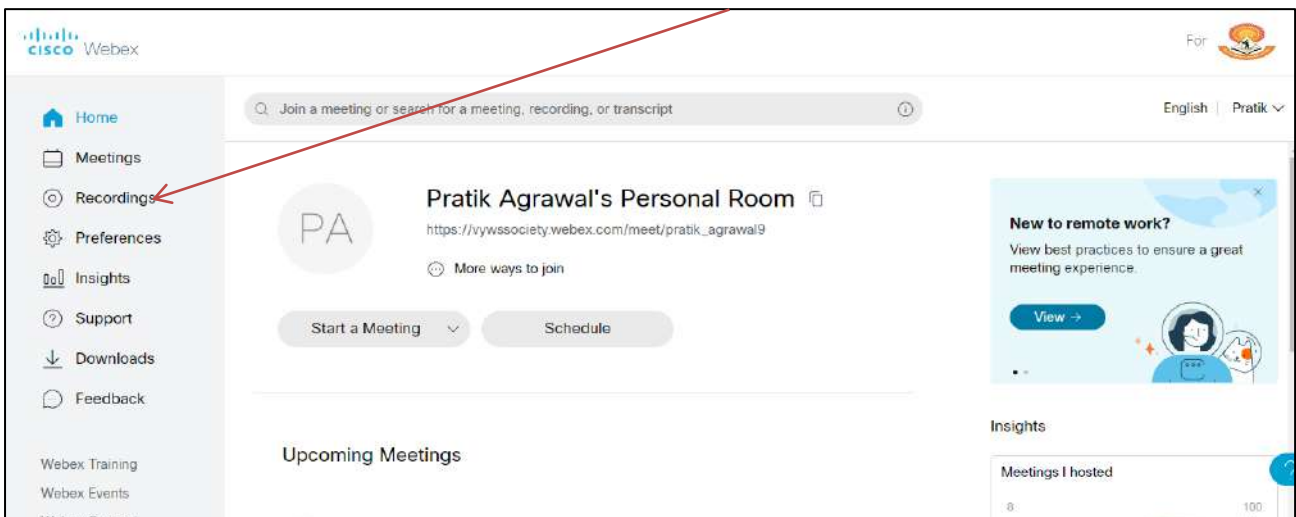 CISCO Webex
For
Join a meeting or search for a meeting, recording, or transcript
English
Pratik
Home
Meetings
Recordings
Preferences
Insights
Support
Downloads
Feedback
Webex Training
Webex Events
PA
Pratik Agrawal's Personal Room
https://vywssociety.webex.com/meet/pratik_agrawal9
More ways to join
Start a Meeting
Schedule
Upcoming Meetings
New to remote work?
View best practices to ensure a great
meeting experience.
View →
Insights
Meetings I hosted
8
100